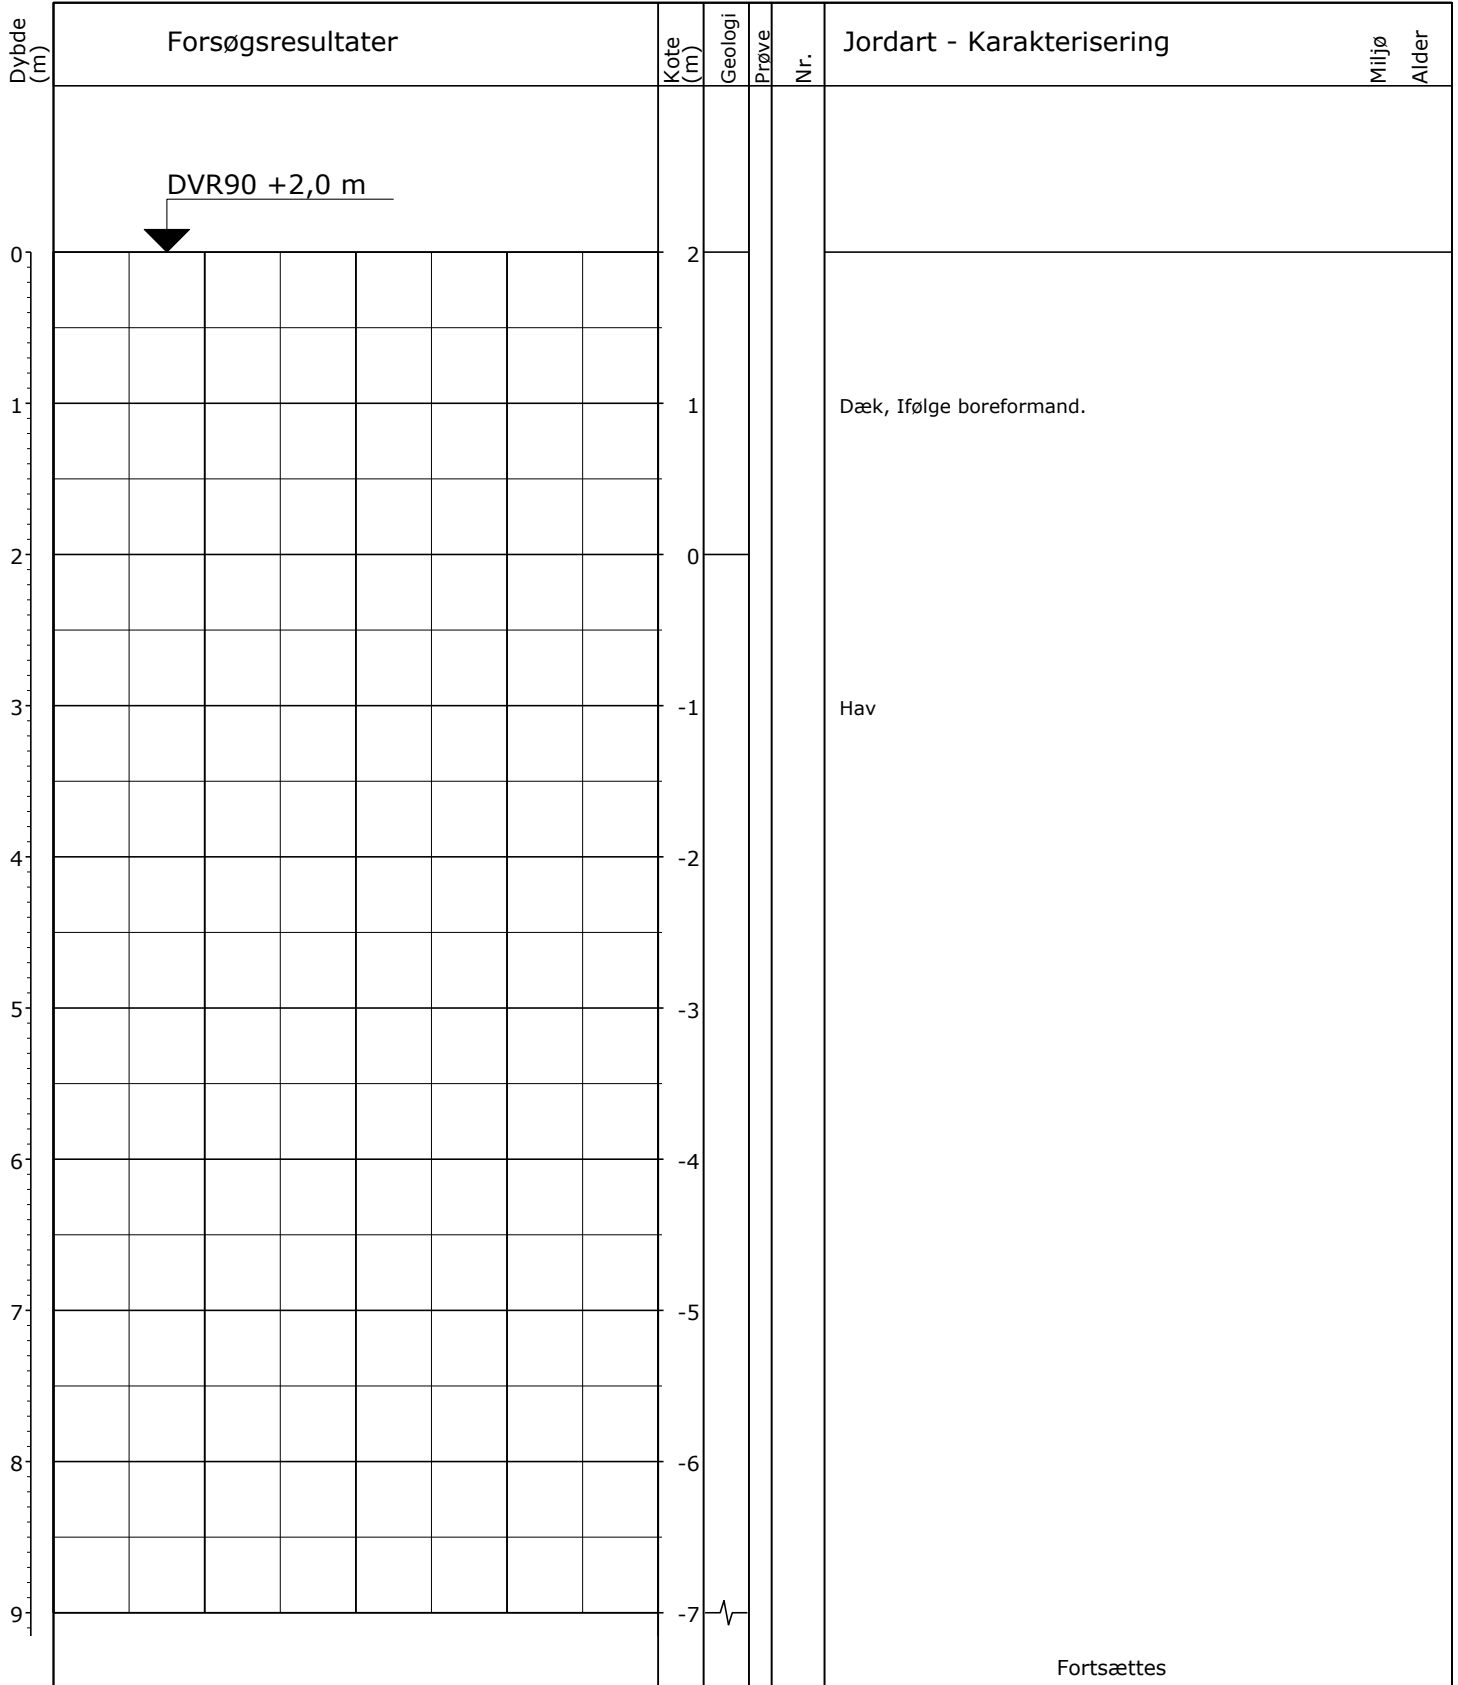 Dybde (m)
Forsøgsresultater
Kote (m)
Geologi
Prøve
Nr.
Jordart - Karakterisering
Miljø
Alder
DVR90 +2,0 m
0 2
1 1 Dæk, Ifølge boreformand.
2 0
3 -1 Hav
4 -2
5 -3
6 -4
7 -5
8 -6
9 -7
Fortsættes